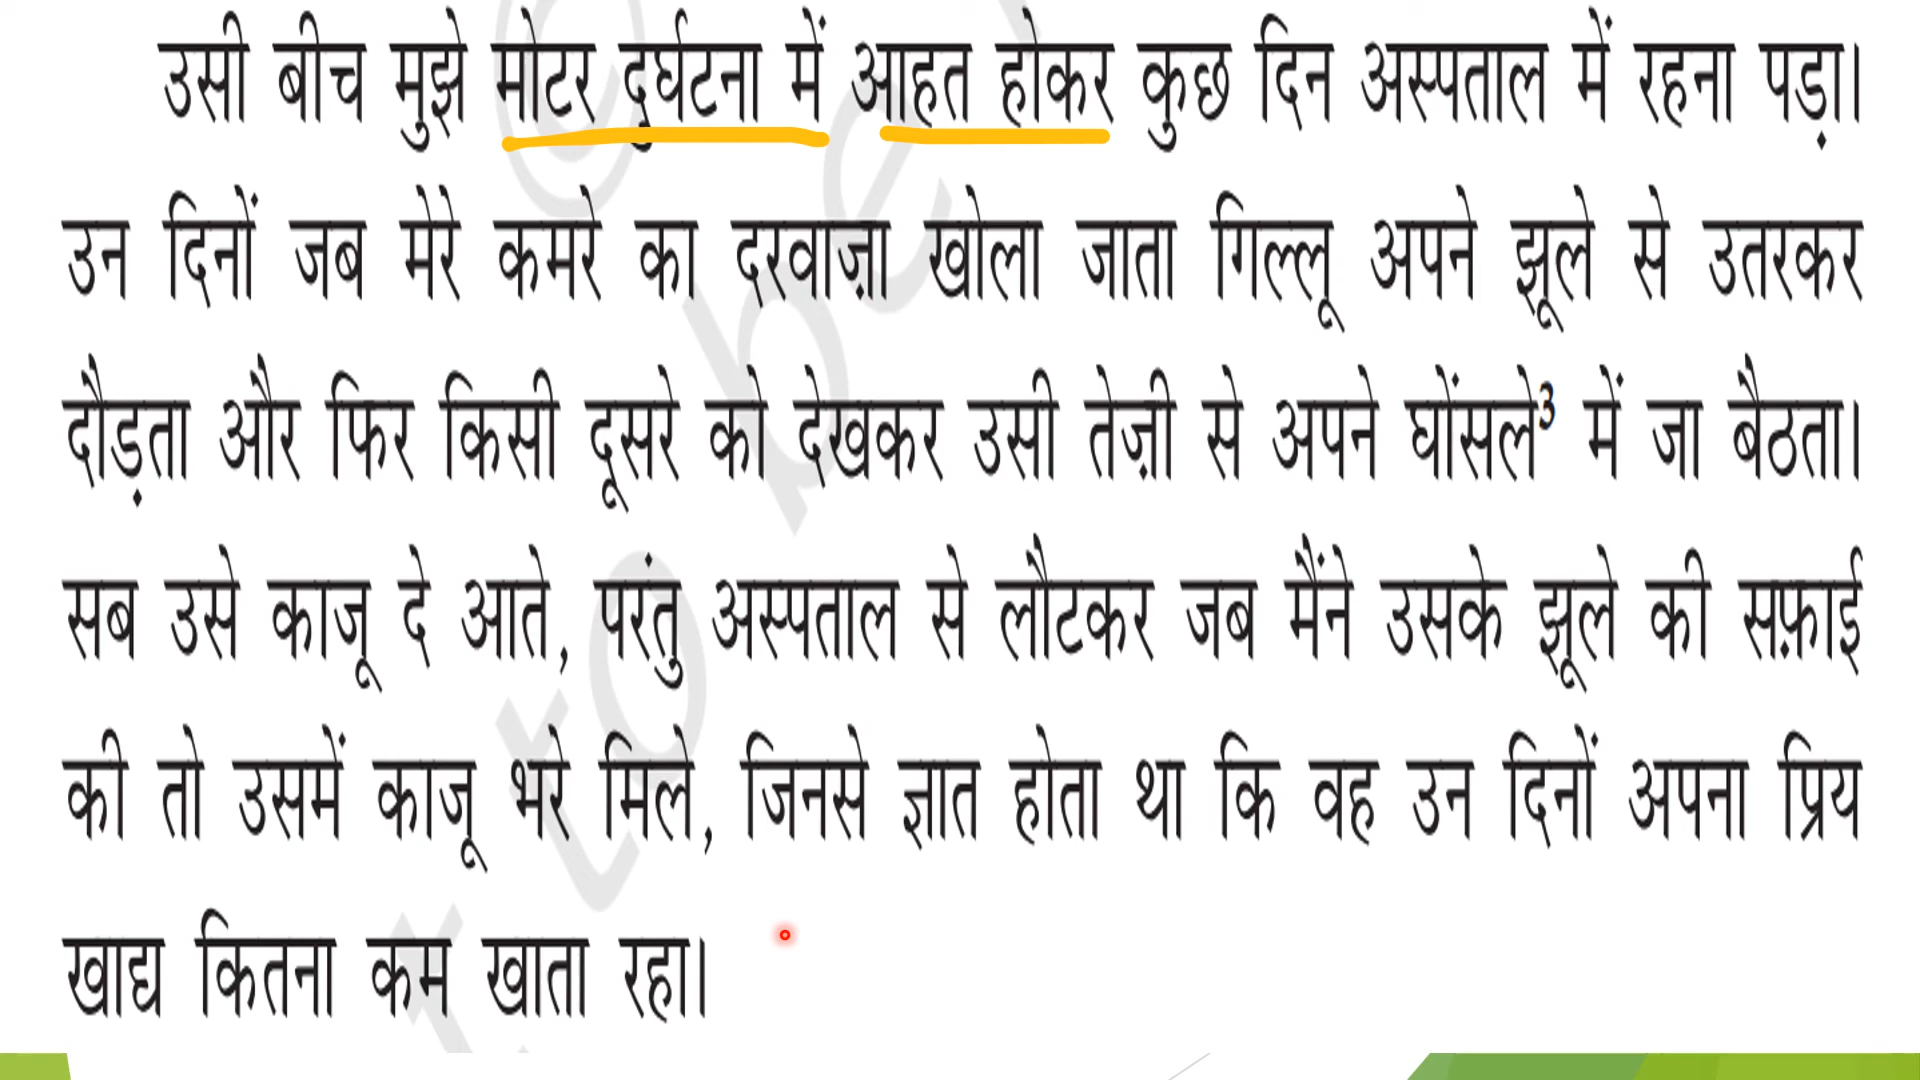 उसी बीच मुझे मोटर दुर्घटना में आहत होकर कुछ दिन अस्पताल में रहना पड़ा।
उन दिनों जब मेरे कमरे का दरवाज़ा खोला जाता गिल्लू अपने झूले से उतरकर
दौड़ता और फिर किसी दूसरे को देखकर उसी तेज़ी से अपने घोंसले³ में जा बैठता।
सब उसे काजू दे आते, परंतु अस्पताल से लौटकर जब मैंने उसके झूले की सफ़ाई
की तो उसमें काजू भरे मिले, जिनसे ज्ञात होता था कि वह उन दिनों अपना प्रिय
खाद्य कितना कम खाता रहा।
to be